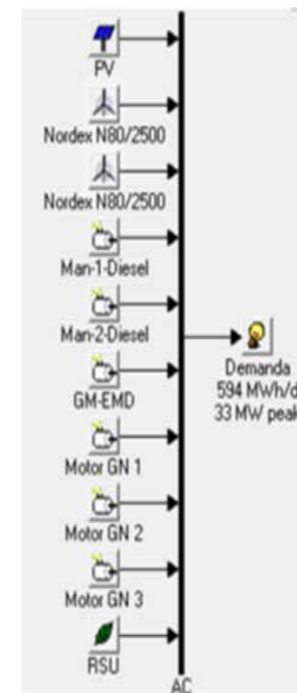 PV
Nordex N80/2500
Nordex N80/2500
Man-1-Diesel
Man-2-Diesel
Demanda
594 MWh/d
33 MW peak
GM-EMD
Motor GN 1
Motor GN 2
Motor GN 3
RSU
AC